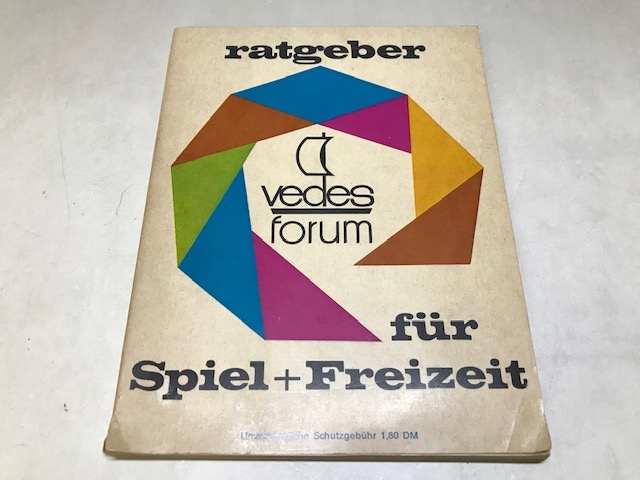 ratgeber
vedes
forum
für
Spiel+Freizeit
Schutzgebühr 1,80 DM